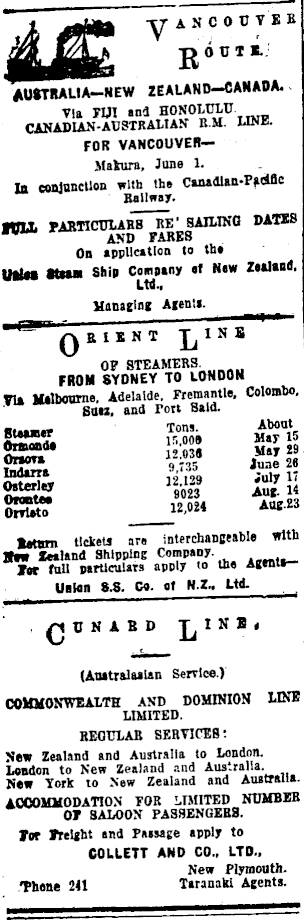 VANCOUVER
ROUTE.
AUSTRALIA—NEW ZEALAND—CANADA.
Via FIJI and HONOLULU.
CANADIAN-AUSTRALIAN R.M. LINE.
FOR VANCOUVER—
Makura, June 1.
In conjunction with the Canadian-Pacific
Railway.
FULL PARTICULARS RE' SAILING DATES
AND FARES
On application to the
Union Steam Ship Company of New Zealand,
Ltd.,
Managing Agents.
ORIENT LINE
OF STEAMERS.
FROM SYDNEY TO LONDON
Via Melbourne, Adelaide, Fremantle, Colombo,
Suez, and Port Said.
Steamer Tons. About
Ormonde 15,000 May 15
Orsova 12,036 May 29
Indarra 9,735 June 26
Osterley 12,129 July 17
Orontes 9023 Aug. 14
Orvieto 12,024 Aug.23
Return tickets are interchangeable with
New Zealand Shipping Company.
For full particulars apply to the Agents—
Union S.S. Co. of N.Z., Ltd.
CUNARD LINE,
(Australasian Service.)
COMMONWEALTH AND DOMINION LINE
LIMITED.
REGULAR SERVICES:
New Zealand and Australia to London.
London to New Zealand and Australia.
New York to New Zealand and Australia.
ACCOMMODATION FOR LIMITED NUMBER
OF SALOON PASSENGERS.
For Freight and Passage apply to
COLLETT AND CO., LTD.,
New Plymouth.
'Phone 241 Taranaki Agents.